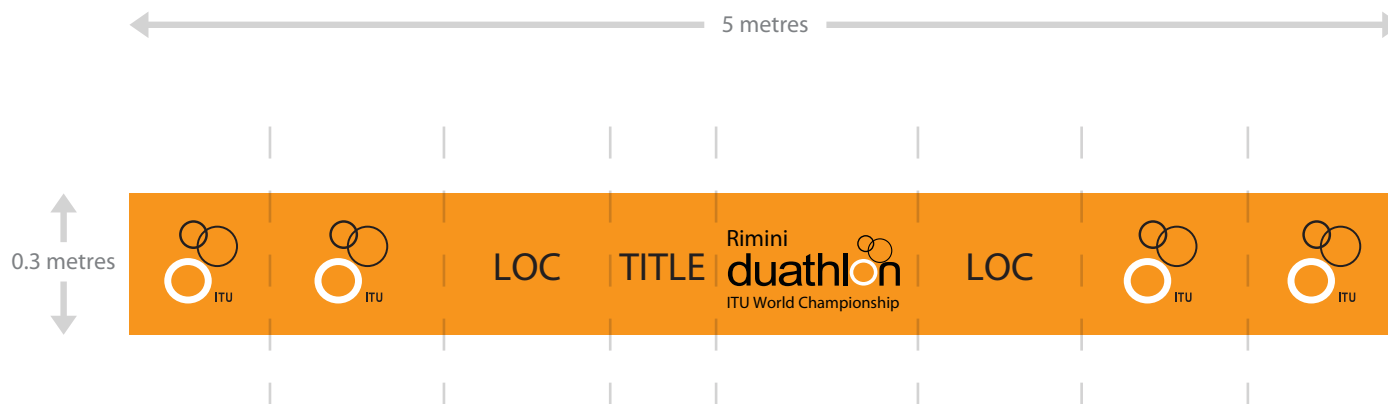 5 metres
0.3 metres
ITU
ITU
LOC
TITLE
Rimini
duathlon
ITU World Championship
LOC
ITU
ITU